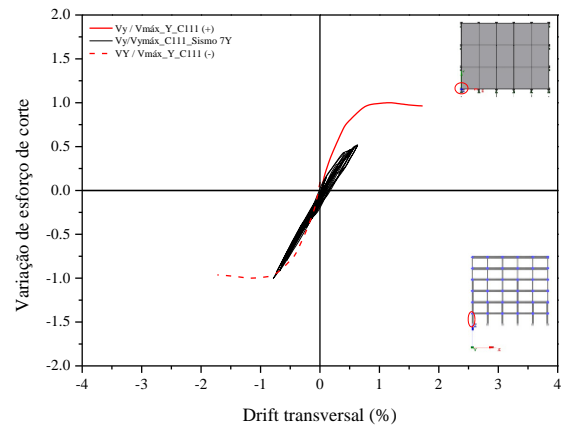 Vy / Vmáx_Y_C111 (+)
Vy/Vymáx_C111_Sismo 7Y
VY / Vmáx_Y_C111 (-)
2.0
1.5
1.0
0.5
0.0
-0.5
-1.0
-1.5
-2.0
Variação de esforço de corte
-4 -3 -2 -1 0 1 2 3 4
Drift transversal (%)